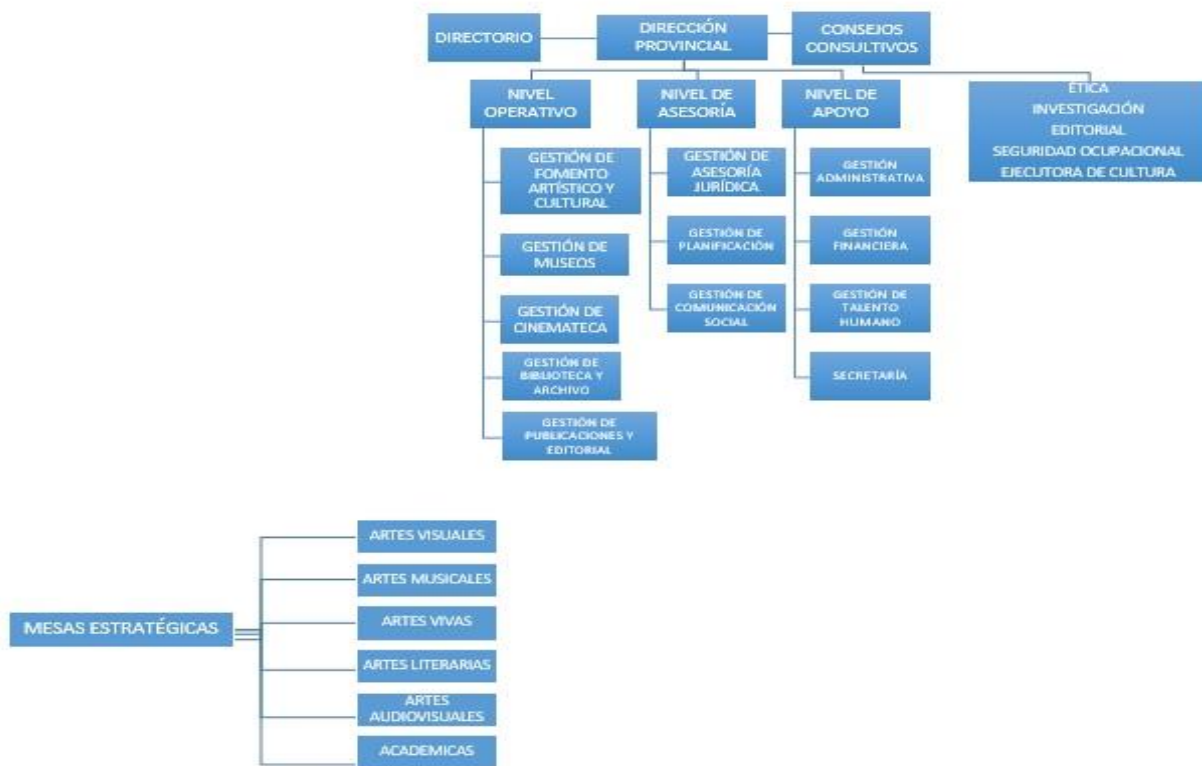 DIRECTORIO
DIRECCIÓN
PROVINCIAL
CONSEJOS
CONSULTIVOS
NIVEL
OPERATIVO
NIVEL DE
ASESORÍA
NIVEL DE
APOYO
ÉTICA
INVESTIGACIÓN
EDITORIAL
SEGURIDAD OCUPACIONAL
EJECUTORA DE CULTURA
GESTIÓN DE
FOMENTO
ARTÍSTICO Y
CULTURAL
GESTIÓN DE
MUSEOS
GESTIÓN DE
CINEMATECA
GESTIÓN DE
BIBLIOTECA Y
ARCHIVO
GESTIÓN DE
PUBLICACIONES Y
EDITORIAL
GESTIÓN DE
ASESORÍA
JURÍDICA
GESTIÓN DE
PLANIFICACIÓN
GESTIÓN DE
COMUNICACIÓN
SOCIAL
GESTIÓN
ADMINISTRATIVA
GESTIÓN
FINANCIERA
GESTIÓN DE
TALENTO
HUMANO
SECRETARÍA
MESAS ESTRATÉGICAS
ARTES VISUALES
ARTES MUSICALES
ARTES VIVAS
ARTES LITERARIAS
ARTES
AUDIOVISUALES
ACADEMICAS